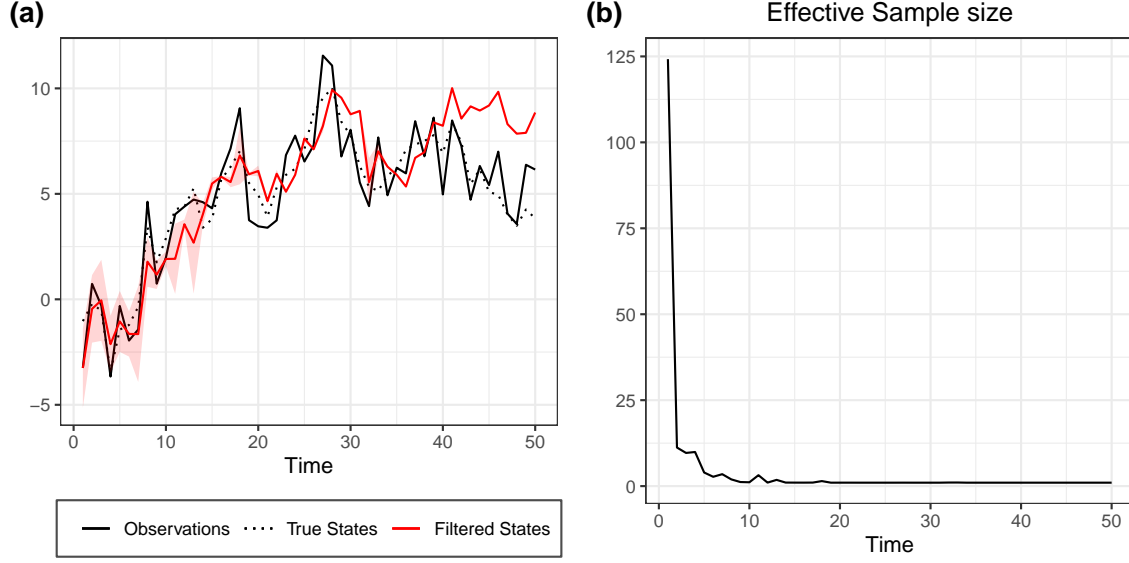 (a)
10
5
0
−5
0 10 20 30 40 50
Time
Observations True States Filtered States
(b)
Effective Sample size
125
100
75
50
25
0
0 10 20 30 40 50
Time